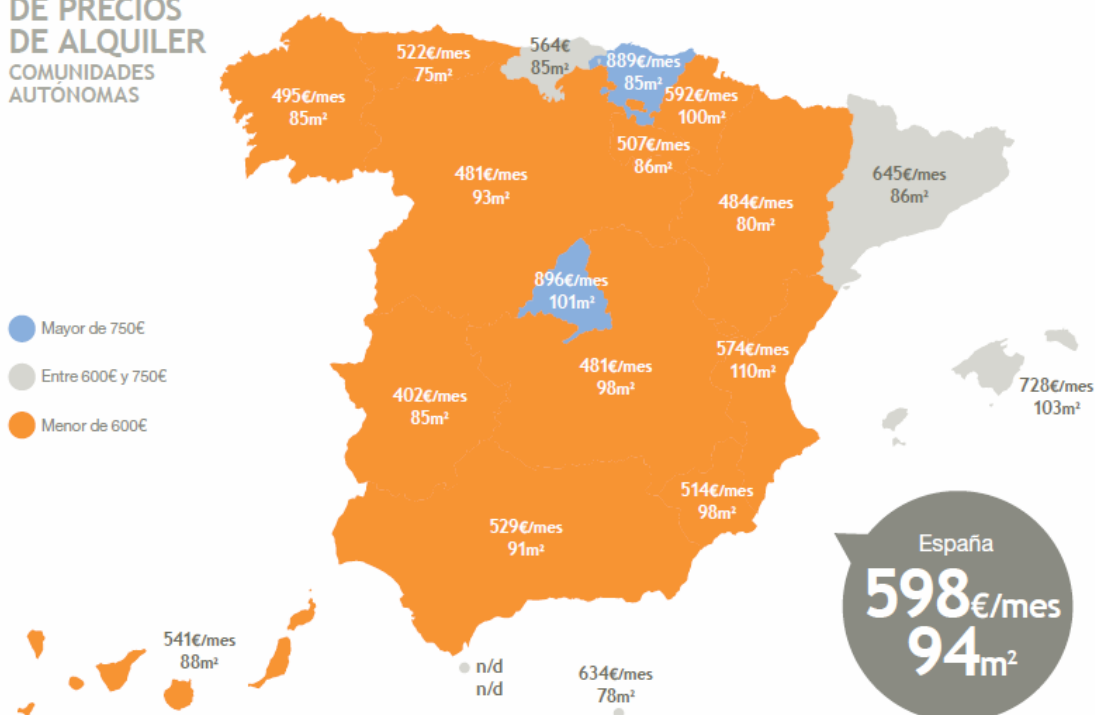 DE PRECIOS
DE ALQUILER
COMUNIDADES
AUTÓNOMAS
495€/mes
85m²
522€/mes
75m²
564€
85m²
889€/mes
85m²
592€/mes
100m²
507€/mes
86m²
481€/mes
93m²
484€/mes
80m²
645€/mes
86m²
896€/mes
101m²
Mayor de 750€
Entre 600€ y 750€
Menor de 600€
402€/mes
85m²
481€/mes
98m²
574€/mes
110m²
728€/mes
103m²
514€/mes
98m²
529€/mes
91m²
España
598€/mes
94m²
541€/mes
88m²
n/d
n/d
634€/mes
78m²